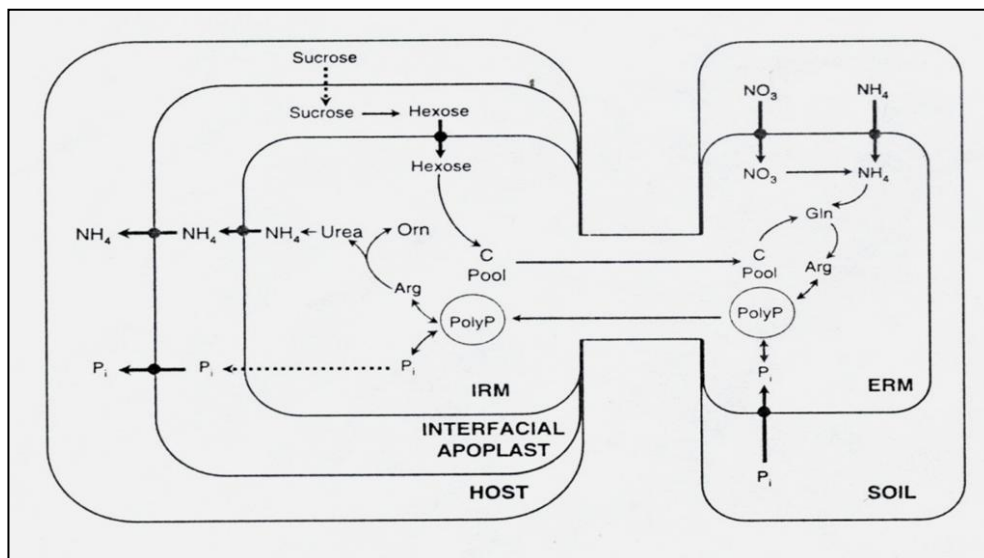 Sucrose
Sucrose → Hexose
Hexose
NH₄ ← NH₄ ← NH₄ ← Urea
Orn
C
Pool
Arg
PolyP
Pᵢ ← Pᵢ ← Pᵢ
IRM
INTERFACIAL
APOPLAST
HOST
NO₃ NH₄
NO₃ → NH₄
Gln
C
Pool
Arg
PolyP
Pᵢ
ERM
Pᵢ
SOIL